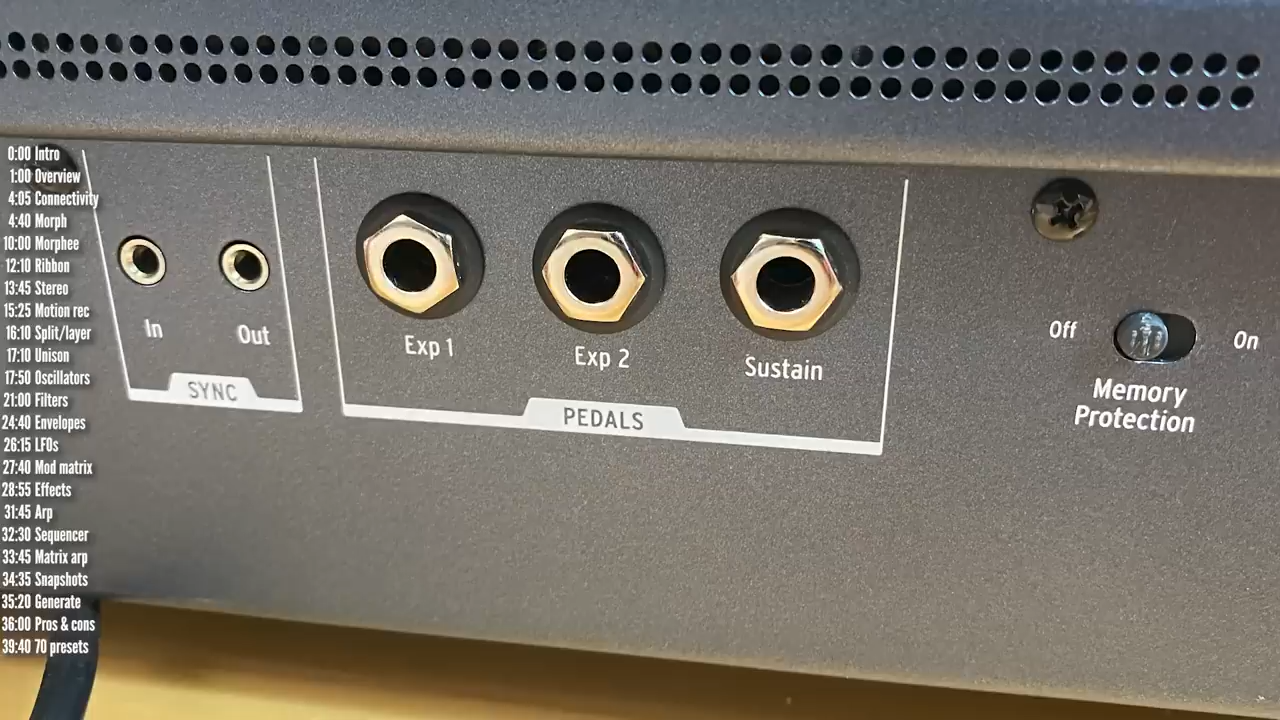 0:00 Intro
1:00 Overview
4:05 Connectivity
4:40 Morph
10:00 Morphee
12:10 Ribbon
13:45 Stereo
15:25 Motion rec
16:10 Split/layer
17:10 Unison
17:50 Oscillators
21:00 Filters
24:40 Envelopes
26:15 LFOs
27:40 Mod matrix
28:55 Effects
31:45 Arp
32:30 Sequencer
33:45 Matrix arp
34:35 Snapshots
35:20 Generate
36:00 Pros & cons
39:40 70 presets
In
Out
SYNC
Exp 1
Exp 2
Sustain
PEDALS
Off
On
Memory
Protection